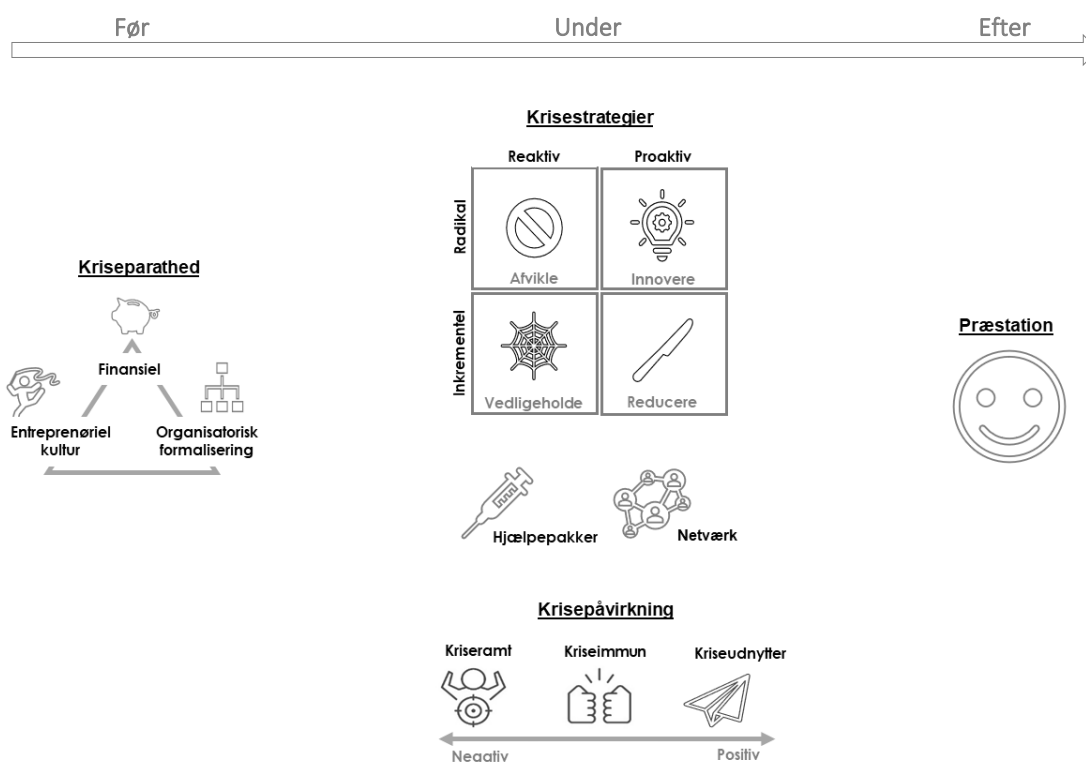 Før
Under
Efter
Krisestrategier
Reaktiv
Proaktiv
Radikal
Afvikle
Innovere
Inkrementel
Vedligeholde
Reducere
Kriseparathed
Finansiel
Entreprenøriel
kultur
Organisatorisk
formalisering
Præstation
Hjælpepakker
Netværk
Krisepåvirkning
Kriseramt
Kriseimmun
Kriseudnytter
Negativ
Positiv